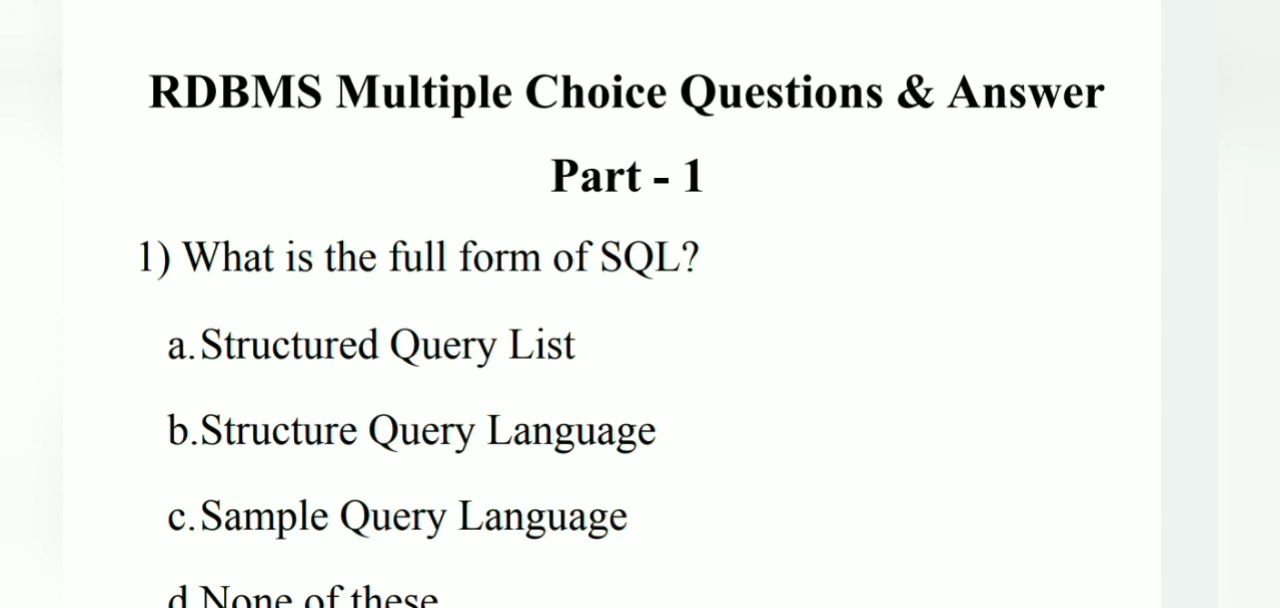 RDBMS Multiple Choice Questions & Answer
Part - 1
1) What is the full form of SQL?
a. Structured Query List
b.Structure Query Language
c. Sample Query Language
d None of these